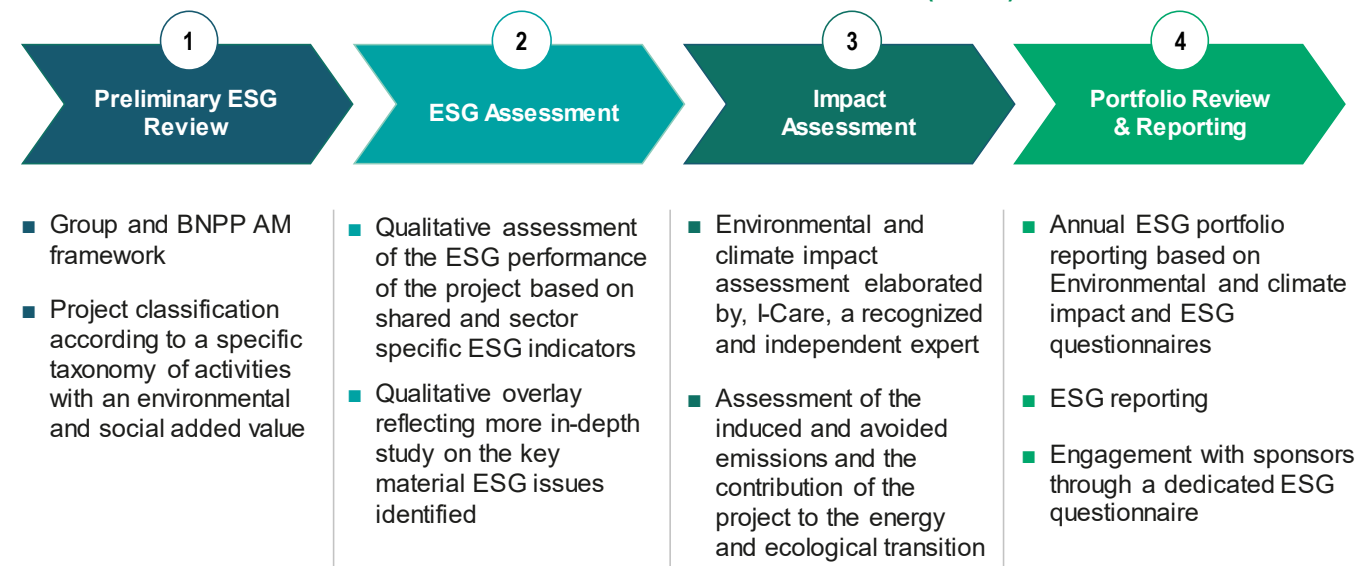 1
Preliminary ESG
Review
2
ESG Assessment
3
Impact
Assessment
4
Portfolio Review
& Reporting
■ Group and BNPP AM
framework
■ Project classification
according to a specific
taxonomy of activities
with an environmental
and social added value
■ Qualitative assessment
of the ESG performance
of the project based on
shared and sector
specific ESG indicators
■ Qualitative overlay
reflecting more in-depth
study on the key
material ESG issues
identified
■ Environmental and
climate impact
assessment elaborated
by, I-Care, a recognized
and independent expert
■ Assessment of the
induced and avoided
emissions and the
contribution of the
project to the energy
and ecological transition
■ Annual ESG portfolio
reporting based on
Environmental and climate
impact and ESG
questionnaires
■ ESG reporting
■ Engagement with sponsors
through a dedicated ESG
questionnaire